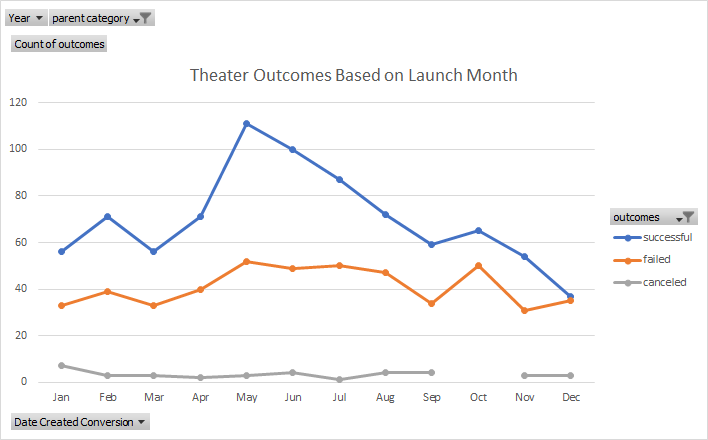 Year parent category
Count of outcomes
Theater Outcomes Based on Launch Month
120
100
80
60
40
20
0
Jan Feb Mar Apr May Jun Jul Aug Sep Oct Nov Dec
outcomes
successful
failed
canceled
Date Created Conversion